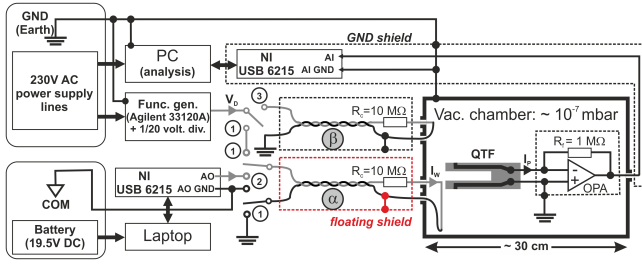 GND
(Earth)
230V AC
power supply
lines
PC
(analysis)
NI
USB 6215
AI
AI GND
GND shield
Func. gen.
(Agilent 33120A)
+ 1/20 volt. div.
V_D
3
1
1
R_C=10 MΩ
β
Vac. chamber: ~ 10⁻⁷ mbar
QTF
I_P
R_f= 1 MΩ
-
+
OPA
NI
USB 6215
AO
AO GND
2
1
R_C=10 MΩ
I_W
α
floating shield
COM
Battery
(19.5V DC)
Laptop
~ 30 cm